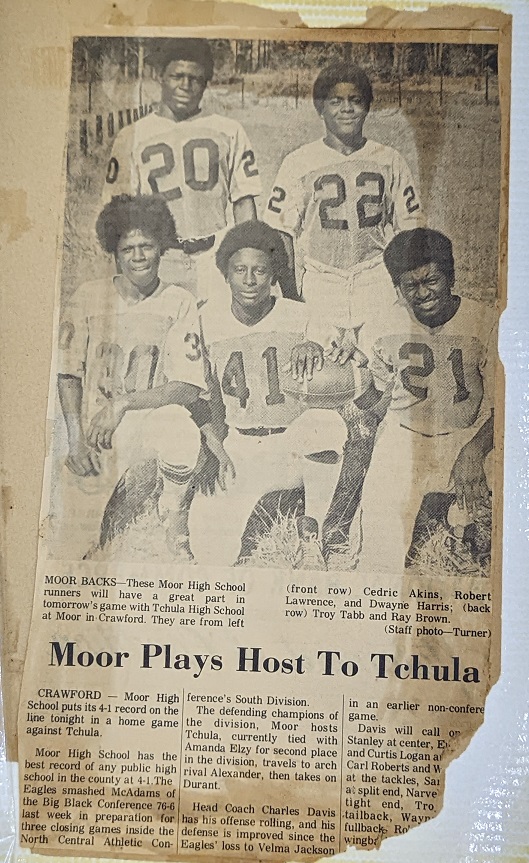 20
2
2
22
2
30
3
41
21
MOOR BACKS—These Moor High School
runners will have a great part in
tomorrow's game with Tchula High School
at Moor in Crawford. They are from left
(front row) Cedric Akins, Robert
Lawrence, and Dwayne Harris; (back
row) Troy Tabb and Ray Brown.
(Staff photo—Turner)
Moor Plays Host To Tchula
CRAWFORD — Moor High
School puts its 4-1 record on the
line tonight in a home game
against Tchula.
Moor High School has the
best record of any public high
school in the county at 4-1.The
Eagles smashed McAdams of
the Big Black Conference 76-6
last week in preparation for
three closing games inside the
North Central Athletic Con-
ference's South Division.
The defending champions of
the division, Moor hosts
Tchula, currently tied with
Amanda Elzy for second place
in the division, travels to arch
rival Alexander, then takes on
Durant.
Head Coach Charles Davis
has his offense rolling, and his
defense is improved since the
Eagles' loss to Velma Jackson
in an earlier non-confere
game.
Davis will call
Stanley at center,
and Curtis Logan
Carl Roberts and
at the tackles,
at split end, Narve
tight end, Tro
tailback, Wayn
fullback,
wingb